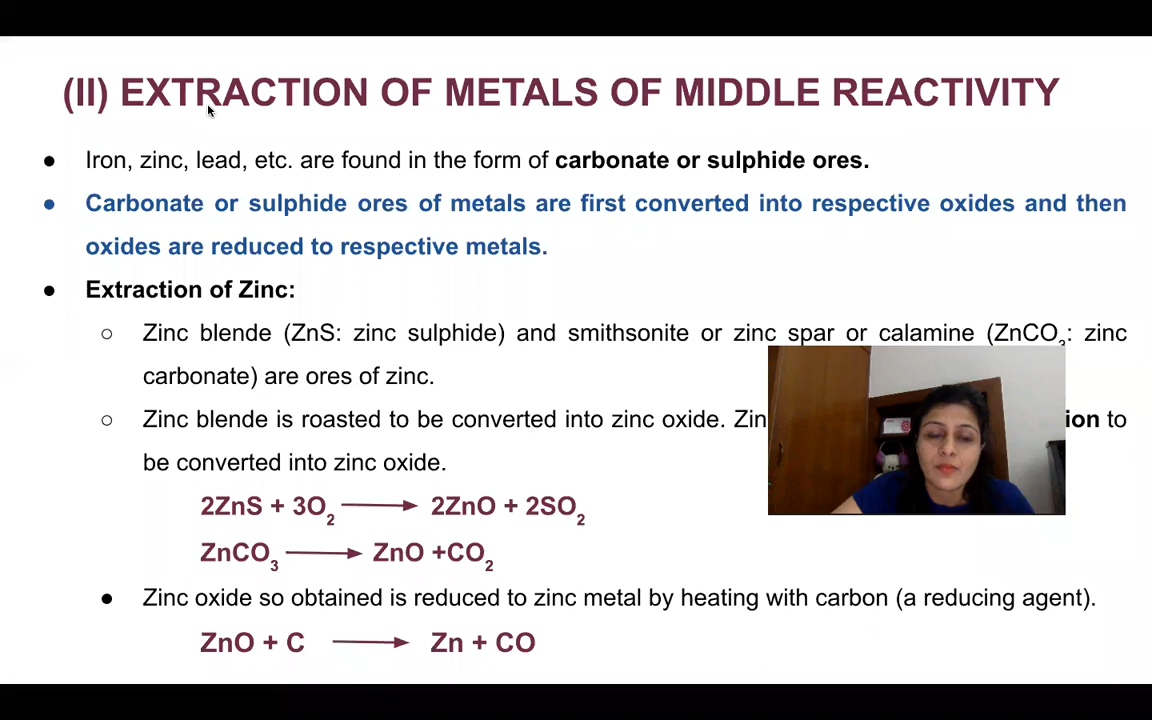 (II) EXTRACTION OF METALS OF MIDDLE REACTIVITY
● Iron, zinc, lead, etc. are found in the form of carbonate or sulphide ores.
● Carbonate or sulphide ores of metals are first converted into respective oxides and then
oxides are reduced to respective metals.
● Extraction of Zinc:
○ Zinc blende (ZnS: zinc sulphide) and smithsonite or zinc spar or calamine (ZnCO₃: zinc
carbonate) are ores of zinc.
○ Zinc blende is roasted to be converted into zinc oxide. to
be converted into zinc oxide.
2ZnS + 3O₂ ⟶ 2ZnO + 2SO₂
ZnCO₃ ⟶ ZnO +CO₂
● Zinc oxide so obtained is reduced to zinc metal by heating with carbon (a reducing agent).
ZnO + C ⟶ Zn + CO